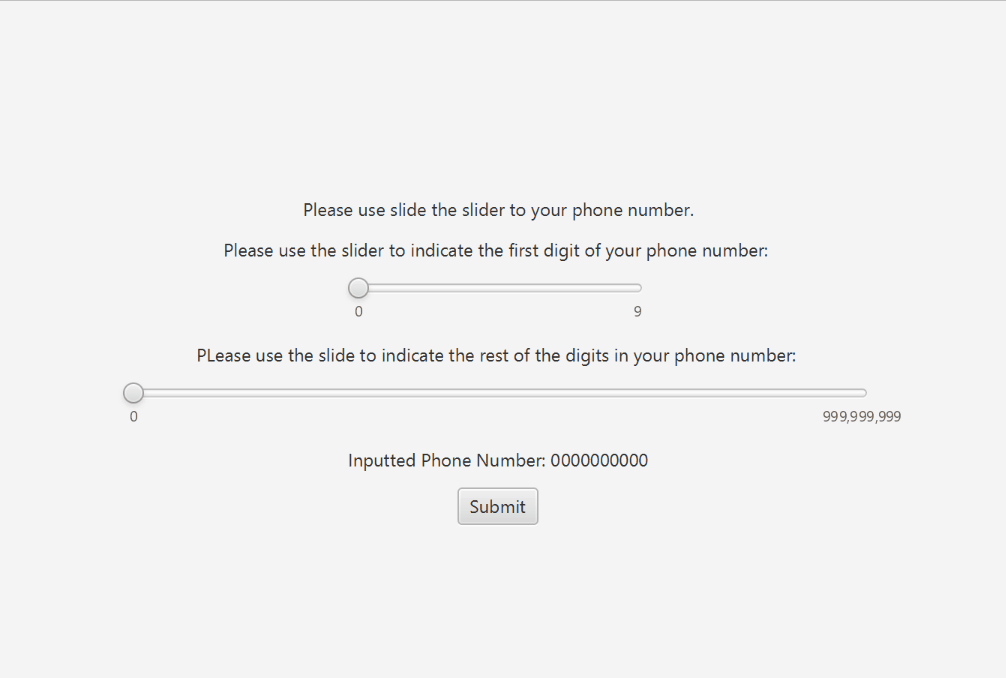 Please use slide the slider to your phone number.
Please use the slider to indicate the first digit of your phone number:
0 9
PLease use the slide to indicate the rest of the digits in your phone number:
0 999,999,999
Inputted Phone Number: 0000000000
Submit